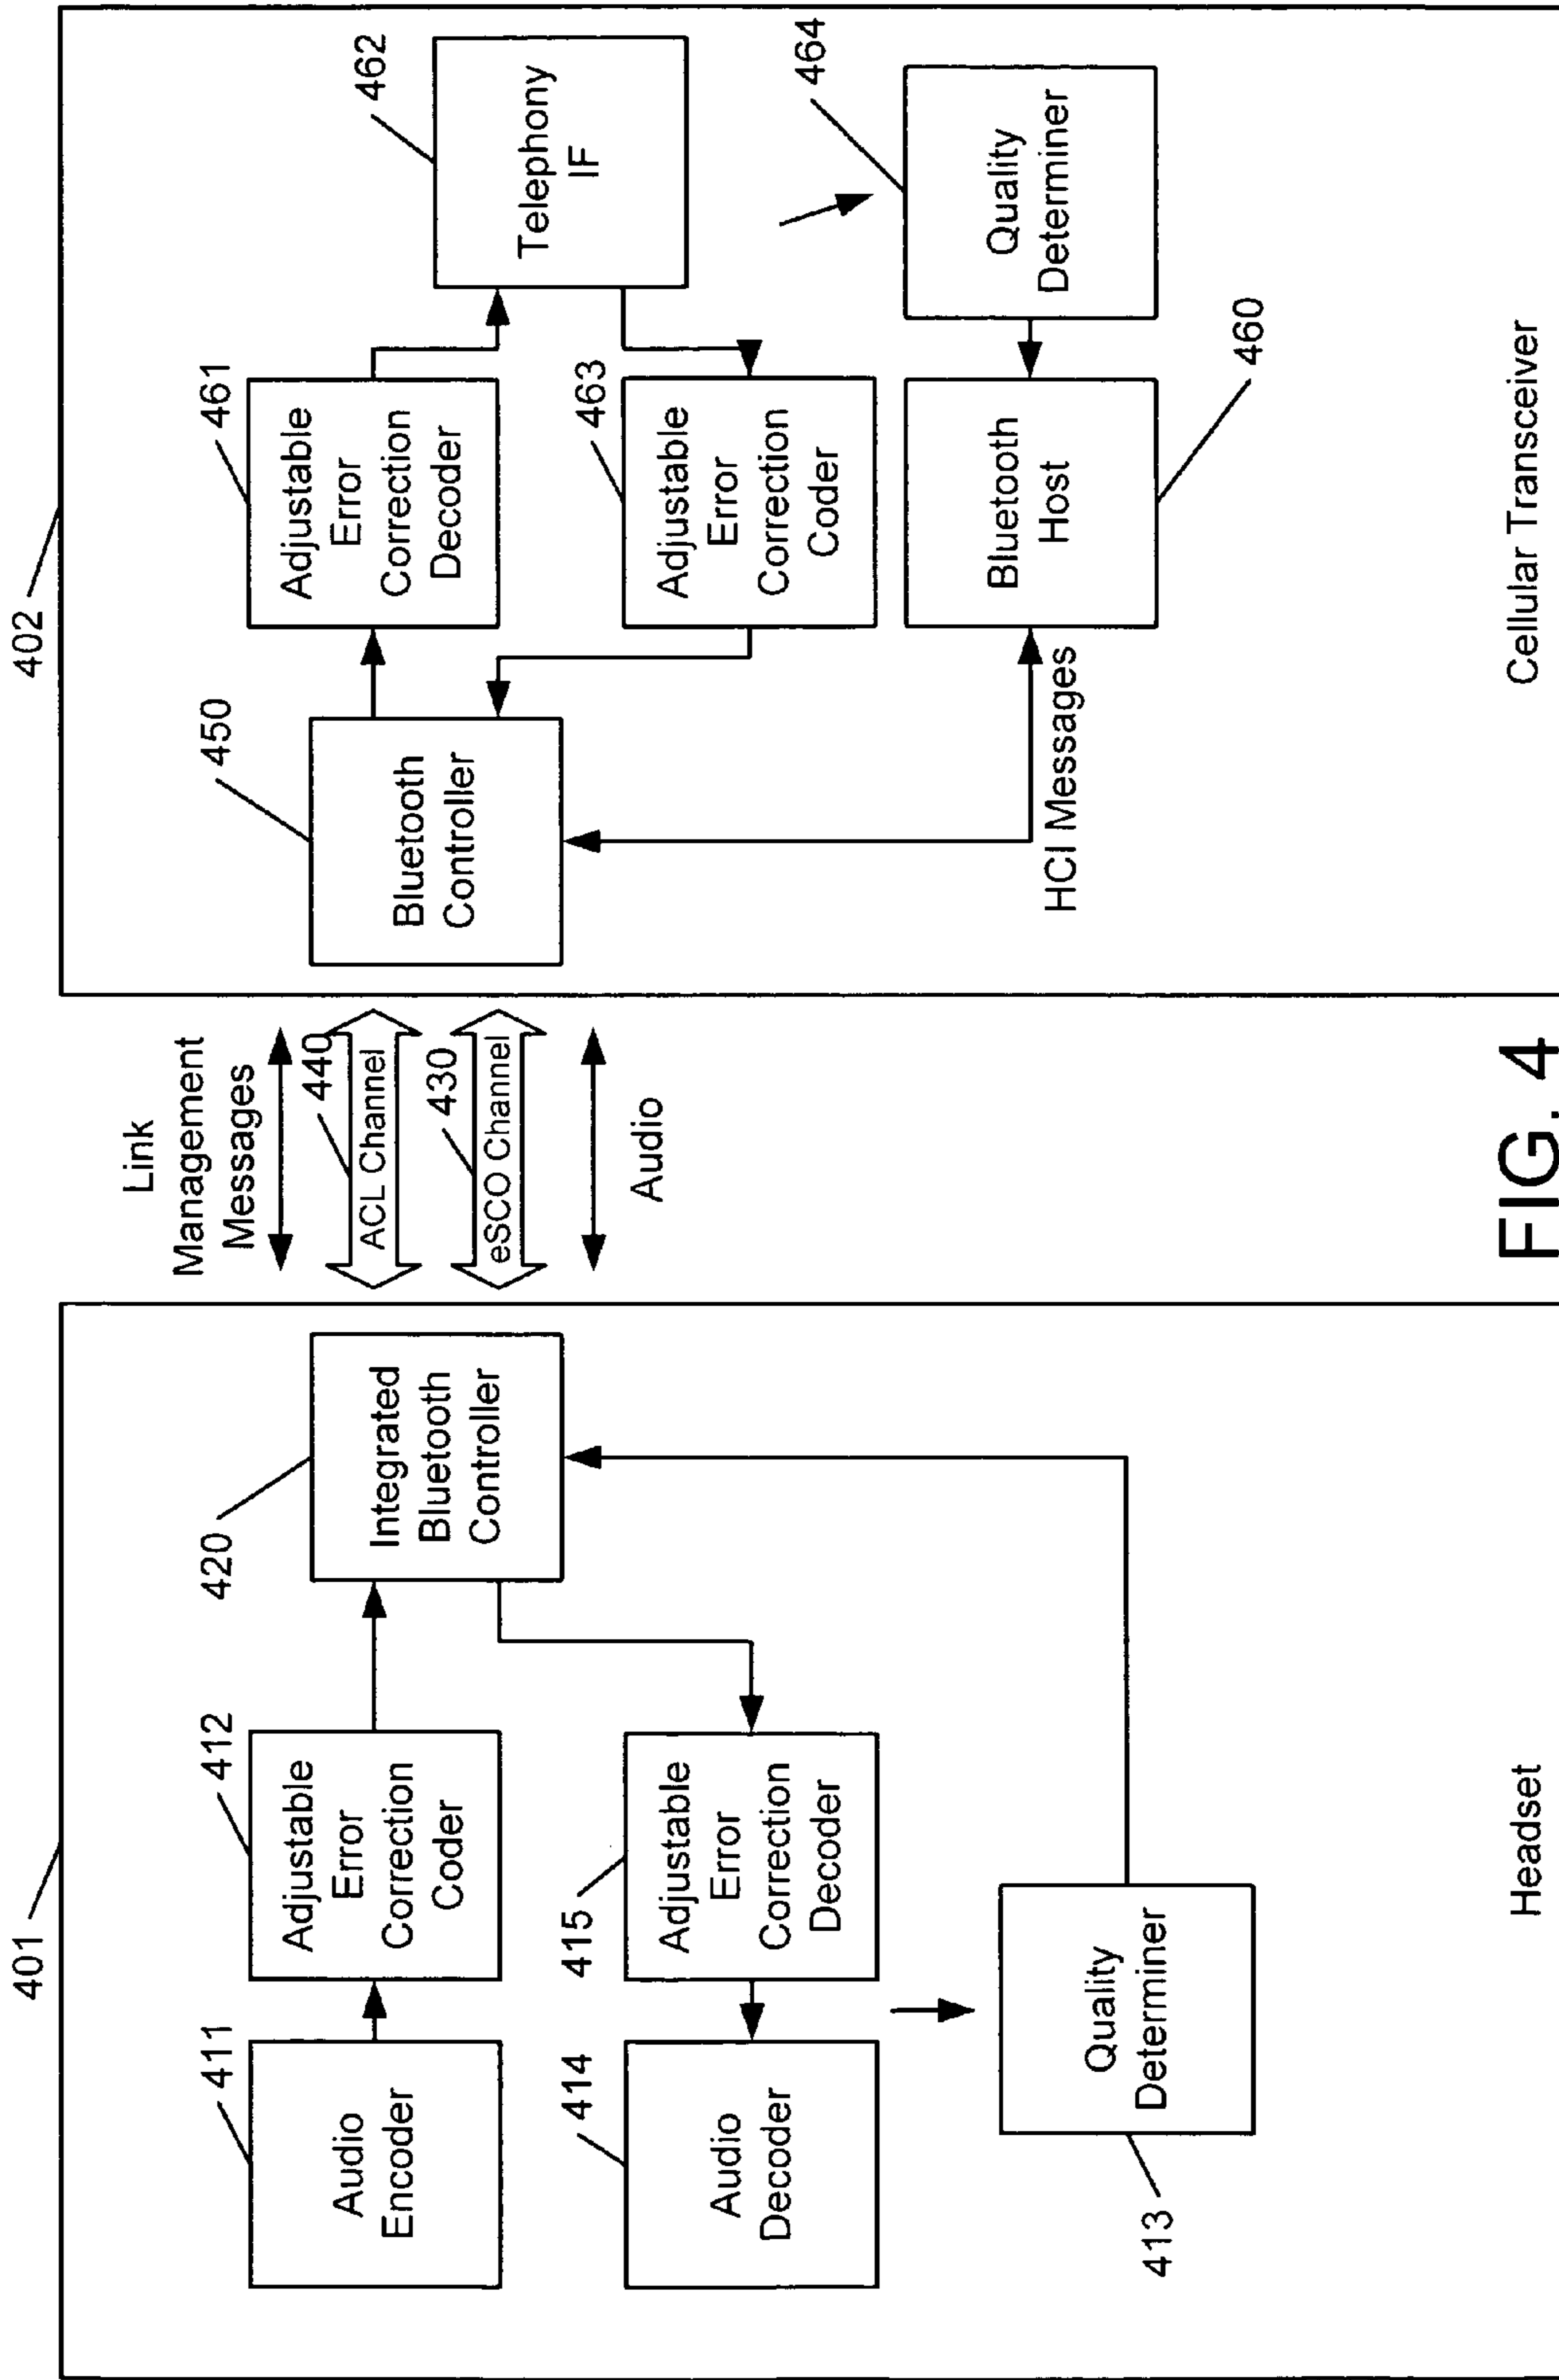 401
411
Audio
Encoder
412
Adjustable
Error
Correction
Coder
420
Integrated
Bluetooth
Controller
414
Audio
Decoder
415
Adjustable
Error
Correction
Decoder
413
Quality
Determiner
Headset
Link
Management
Messages
440
ACL Channel
430
eSCO Channel
Audio
402
450
Bluetooth
Controller
461
Adjustable
Error
Correction
Decoder
462
Telephony
IF
463
Adjustable
Error
Correction
Coder
464
Quality
Determiner
Bluetooth
Host
460
HCI Messages
Cellular Transceiver
FIG. 4